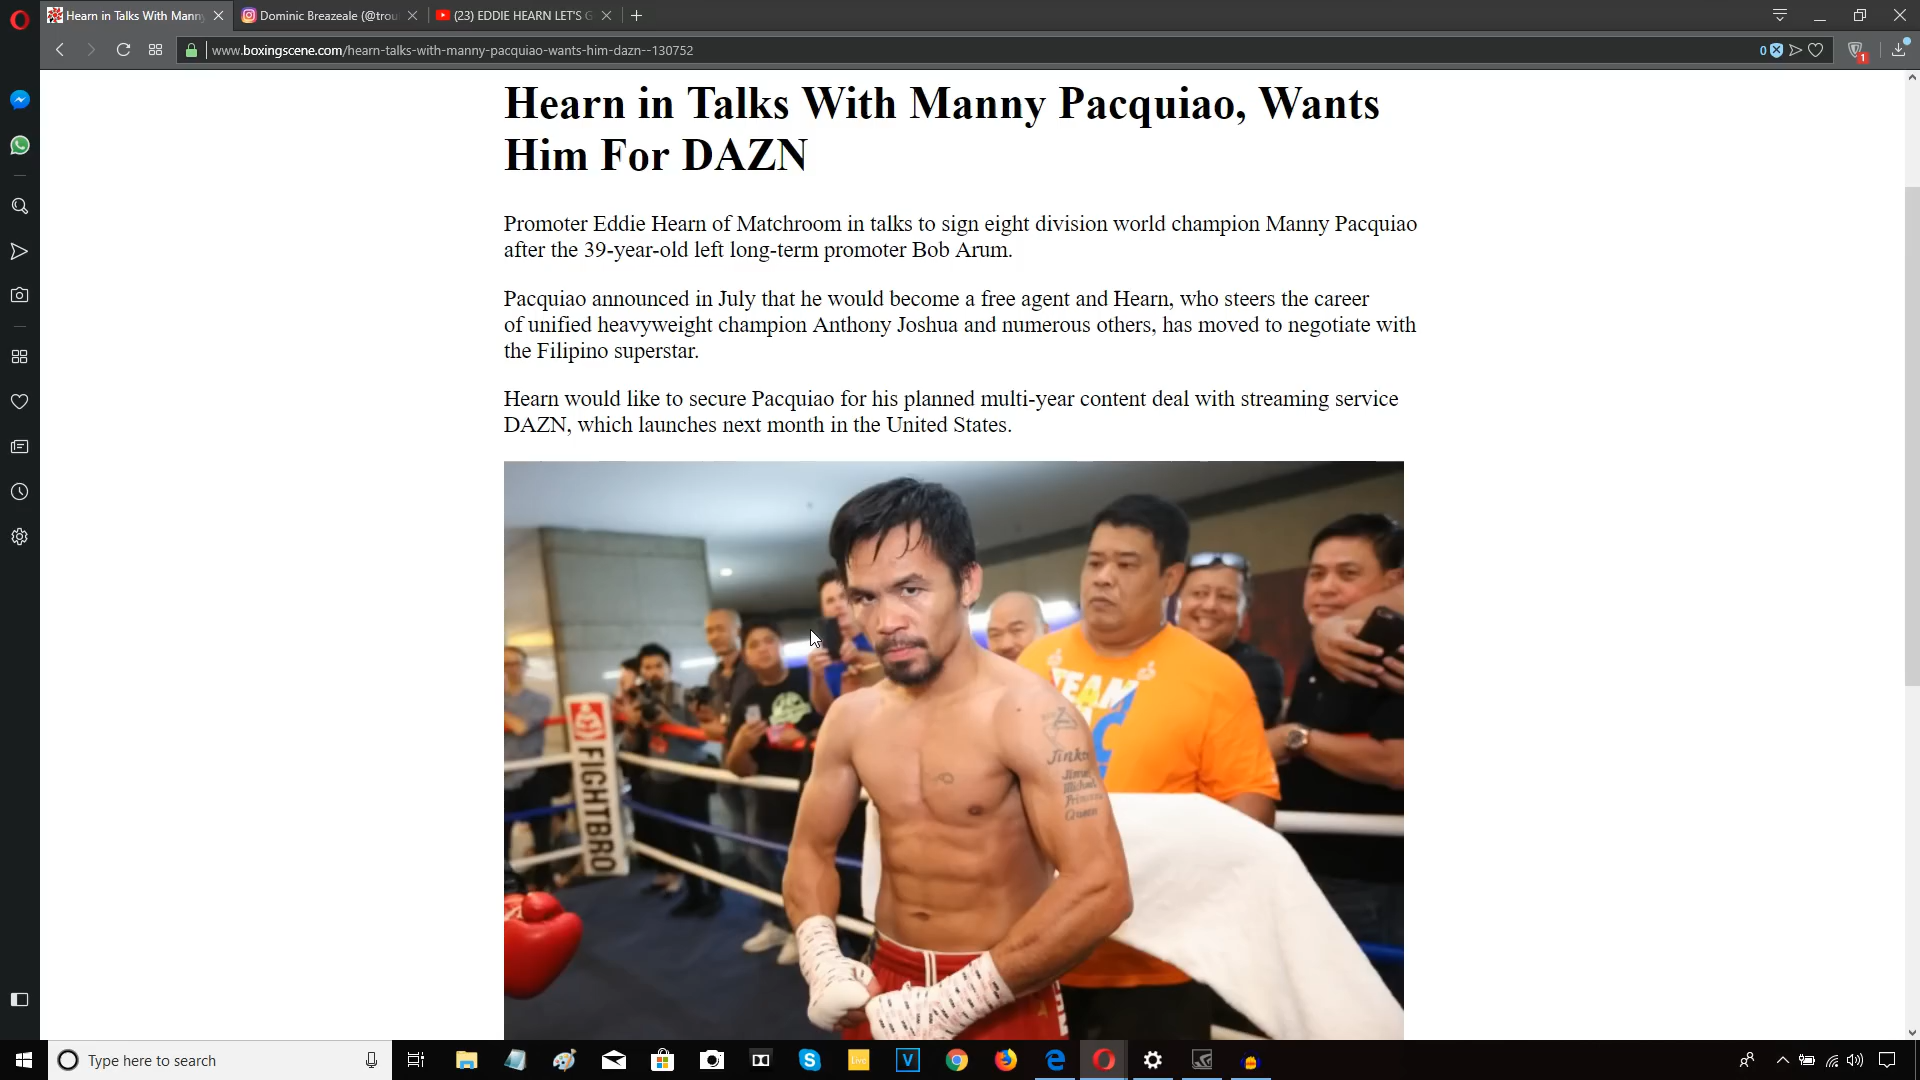 Hearn in Talks With Manny
Dominic Breazeale (@trou
(23) EDDIE HEARN LET'S G
www.boxingscene.com/hearn-talks-with-manny-pacquiao-wants-him-dazn--130752
0
1
Hearn in Talks With Manny Pacquiao, Wants
Him For DAZN
Promoter Eddie Hearn of Matchroom in talks to sign eight division world champion Manny Pacquiao
after the 39-year-old left long-term promoter Bob Arum.
Pacquiao announced in July that he would become a free agent and Hearn, who steers the career
of unified heavyweight champion Anthony Joshua and numerous others, has moved to negotiate with
the Filipino superstar.
Hearn would like to secure Pacquiao for his planned multi-year content deal with streaming service
DAZN, which launches next month in the United States.
TEAM
FIGHTBRO
Queen
Type here to search